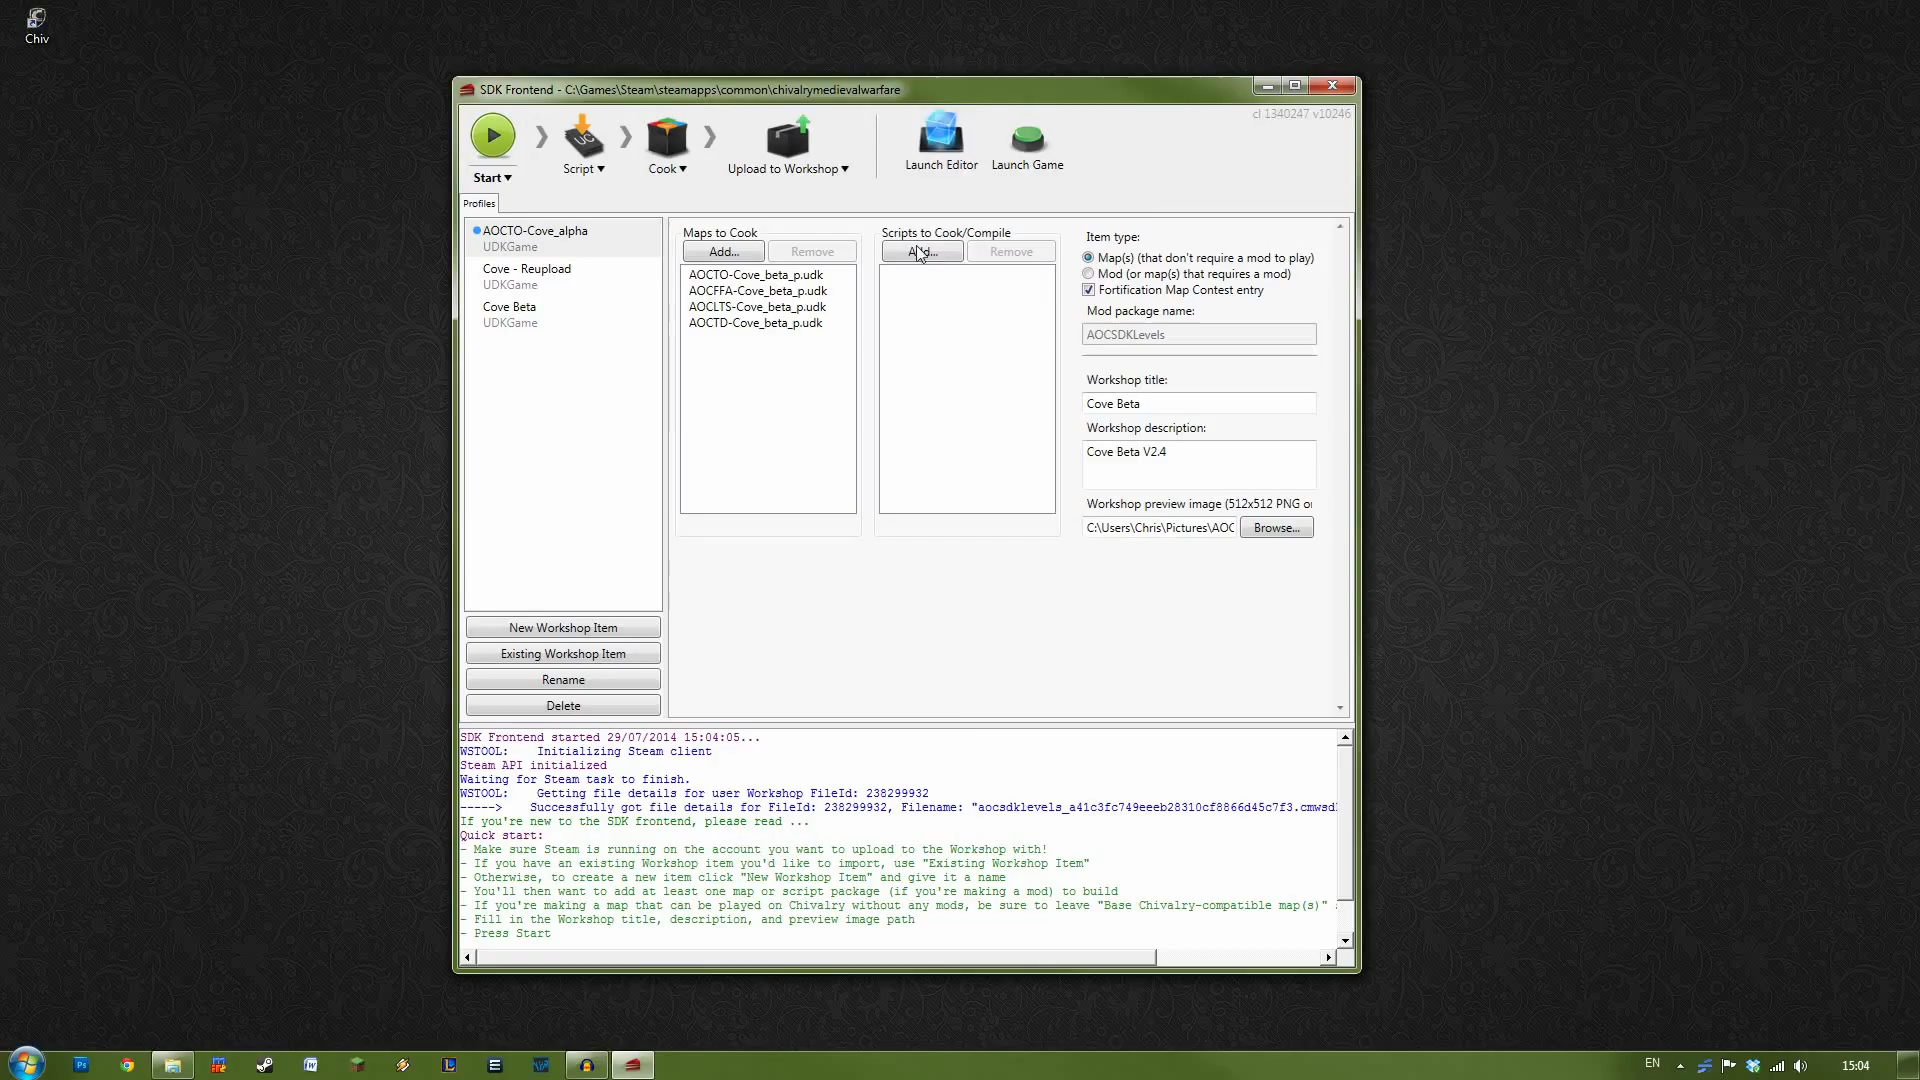 Chiv
SDK Frontend - C:\Games\Steam\steamapps\common\chivalrymedievalwarfare
cl 1340247 v10246
Start
UC
Script
Cook
Upload to Workshop
Launch Editor
Launch Game
Profiles
AOCTO-Cove_alpha
UDKGame
Cove - Reupload
UDKGame
Cove Beta
UDKGame
New Workshop Item
Existing Workshop Item
Rename
Delete
Maps to Cook
Add...
Remove
AOCTO-Cove_beta_p.udk
AOCFFA-Cove_beta_p.udk
AOCLTS-Cove_beta_p.udk
AOCTD-Cove_beta_p.udk
Scripts to Cook/Compile
Add...
Remove
Item type:
Map(s) (that don't require a mod to play)
Mod (or map(s) that requires a mod)
Fortification Map Contest entry
Mod package name:
AOCSDKLevels
Workshop title:
Cove Beta
Workshop description:
Cove Beta V2.4
Workshop preview image (512x512 PNG or
C:\Users\Chris\Pictures\AOC
Browse...
SDK Frontend started 29/07/2014 15:04:05...
WSTOOL: Initializing Steam client
Steam API initialized
Waiting for Steam task to finish.
WSTOOL: Getting file details for user Workshop FileId: 238299932
-----> Successfully got file details for FileId: 238299932, Filename: "aocsdklevels_a41c3fc749eeeb28310cf8866d45c7f3.cmwsd
If you're new to the SDK frontend, please read ...
Quick start:
- Make sure Steam is running on the account you want to upload to the Workshop with!
- If you have an existing Workshop item you'd like to import, use "Existing Workshop Item"
- Otherwise, to create a new item click "New Workshop Item" and give it a name
- You'll then want to add at least one map or script package (if you're making a mod) to build
- If you're making a map that can be played on Chivalry without any mods, be sure to leave "Base Chivalry-compatible map(s)"
- Fill in the Workshop title, description, and preview image path
- Press Start
Ps
W
L
E
EN
15:04